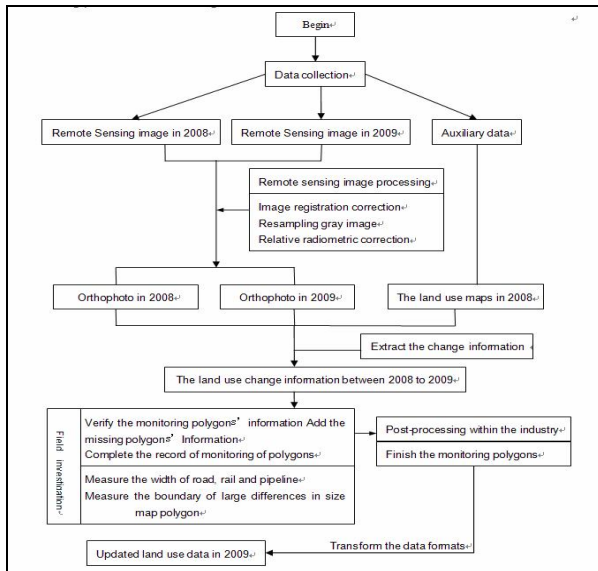 Begin
Data collection
Remote Sensing image in 2008
Remote Sensing image in 2009
Auxiliary data
Remote sensing image processing
Image registration correction
Resampling gray image
Relative radiometric correction
Orthophoto in 2008
Orthophoto in 2009
The land use maps in 2008
Extract the change information
The land use change information between 2008 to 2009
Field investigation
Verify the monitoring polygons' information Add the
missing polygons' Information
Complete the record of monitoring of polygons
Measure the width of road, rail and pipeline
Measure the boundary of large differences in size
map polygon
Post-processing within the industry
Finish the monitoring polygons
Transform the data formats
Updated land use data in 2009